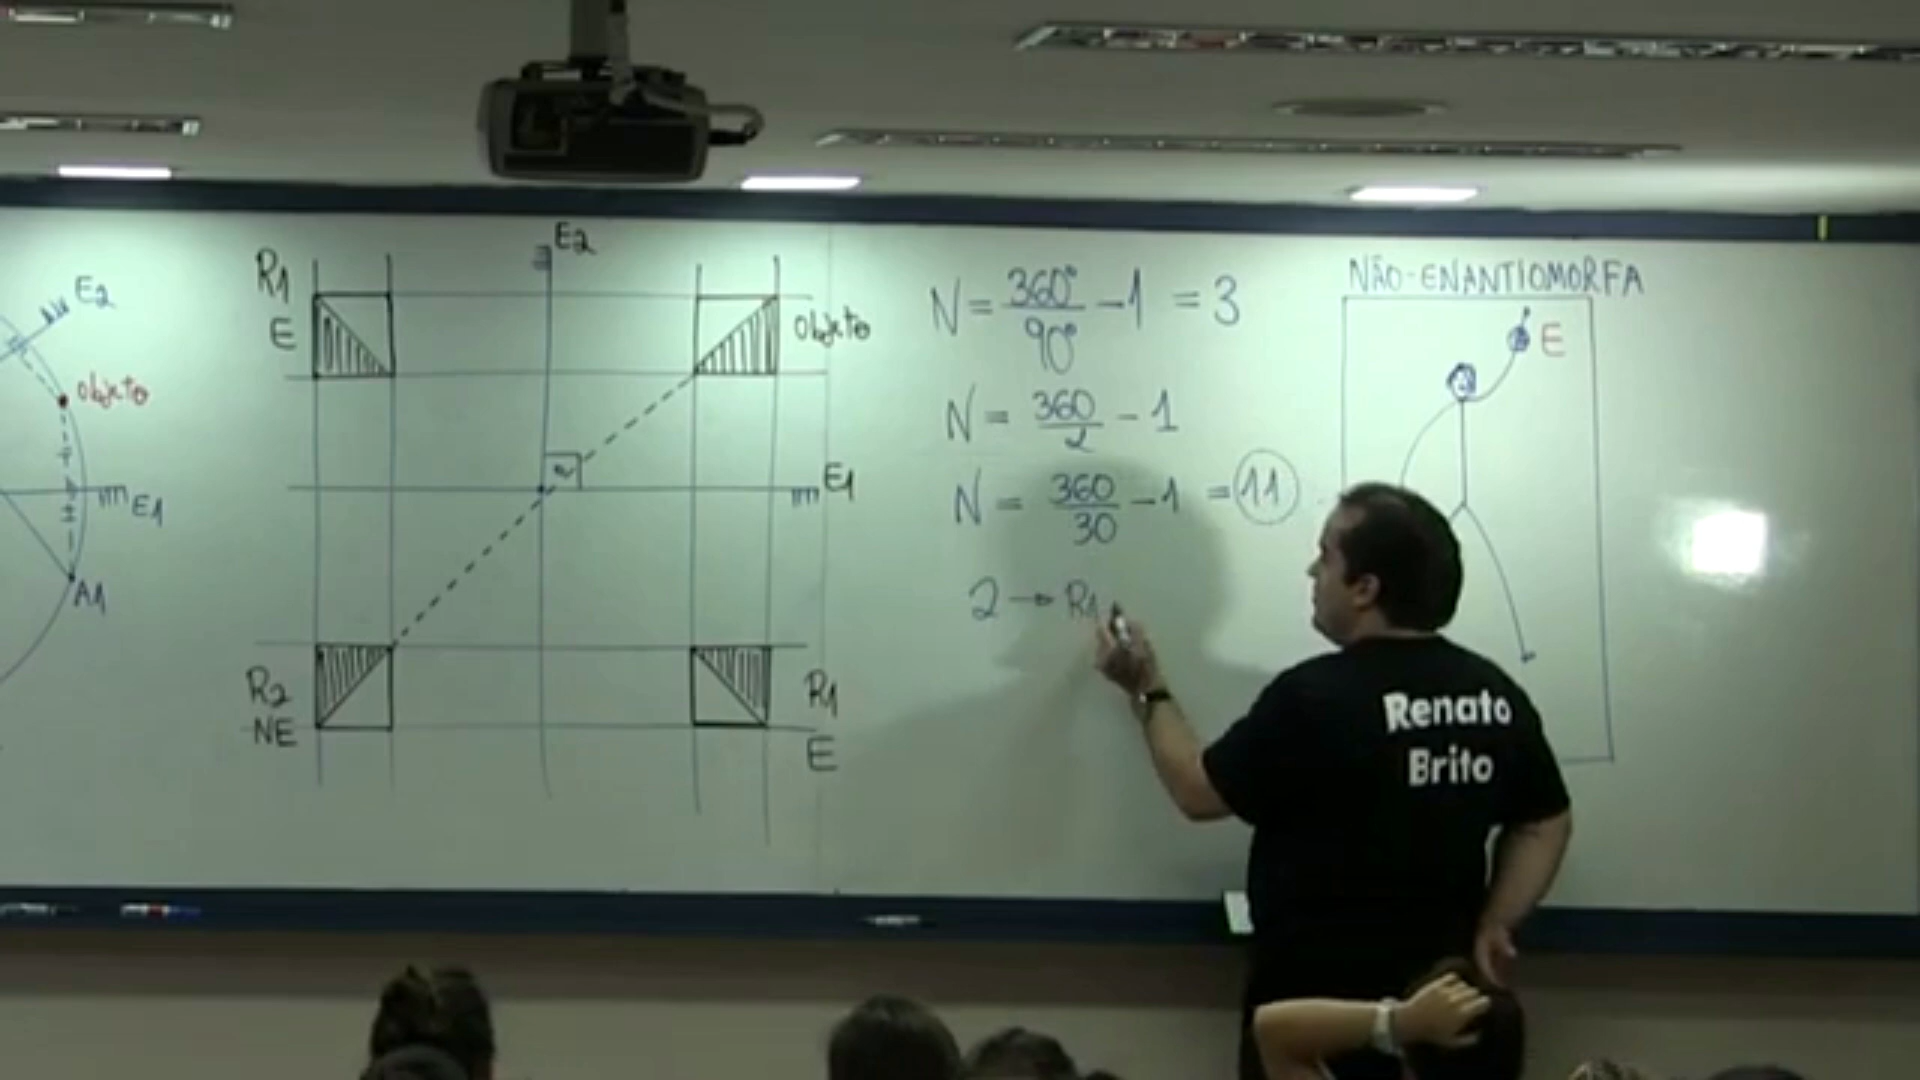 E2
objeto
E1
A1
E2
R1
E
objeto
E1
R2
NE
R1
E
N = 360°/90° - 1 = 3
N = 360/2 - 1
N = 360/30 - 1 = 11
2 → R1
NÃO-ENANTIOMORFA
E
Renato
Brito